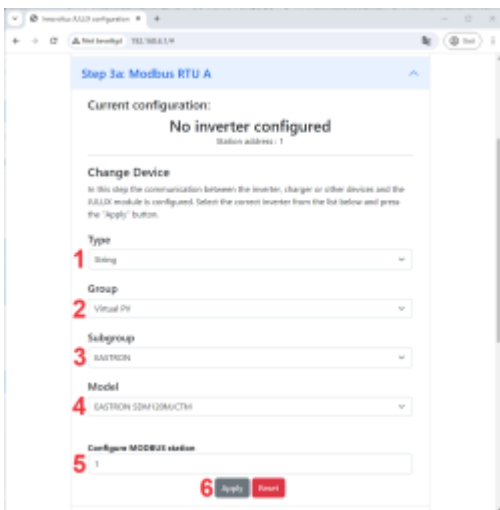 Step 3a: Modbus RTU A
Current configuration:
No inverter configured
Station address : 1
Change Device
In this step the communication between the inverter, charger or other devices and the
module is configured. Select the correct inverter from the list below and press
the "Apply" button.
Type
1 String
Group
2 Virtual PV
Subgroup
3 EASTRON
Model
4 EASTRON
Configure MODBUS station
5 1
6 Apply Reset